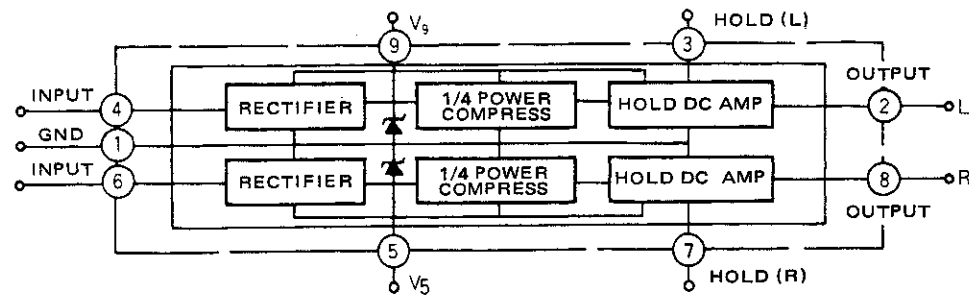 V9
HOLD (L)
9
3
INPUT
OUTPUT
4
RECTIFIER
1/4 POWER
COMPRESS
HOLD DC AMP
2
L
GND
1
INPUT
6
RECTIFIER
1/4 POWER
COMPRESS
HOLD DC AMP
8
R
OUTPUT
5
7
V5
HOLD (R)